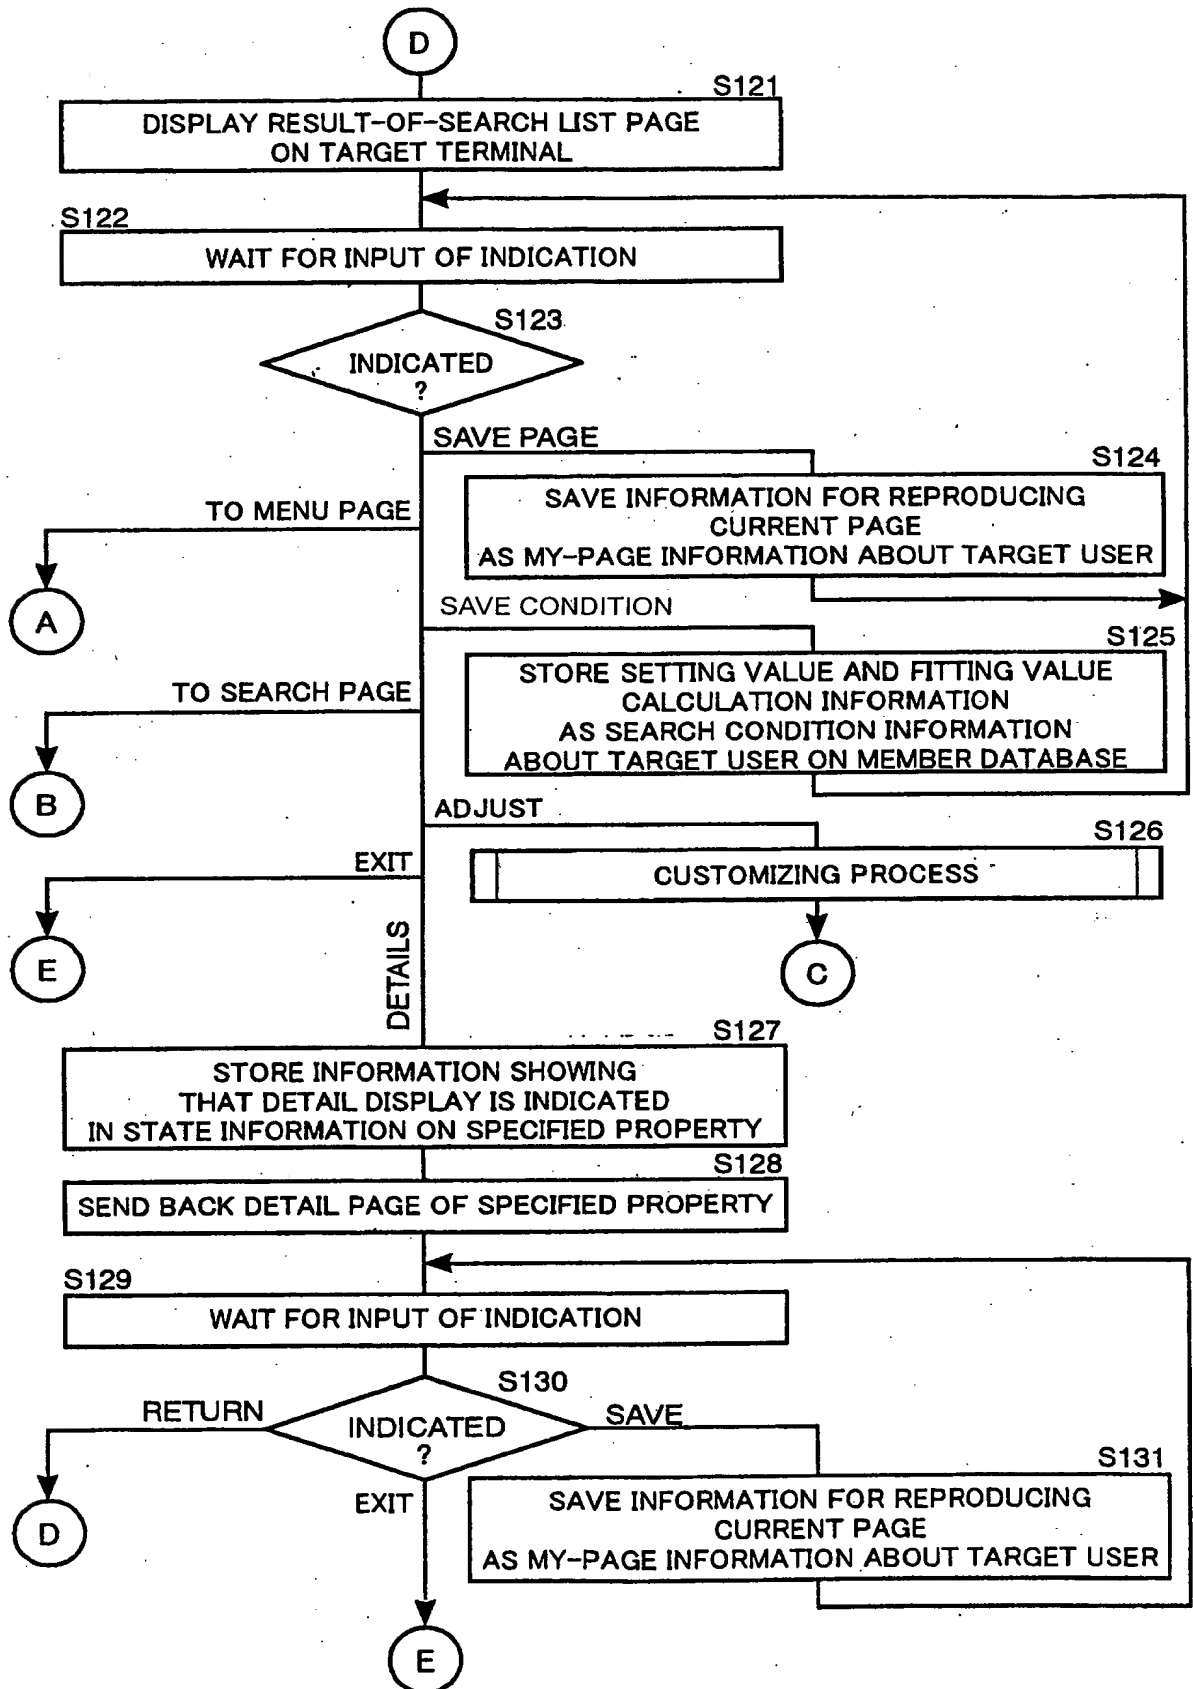 D
S121
DISPLAY RESULT-OF-SEARCH LIST PAGE
ON TARGET TERMINAL
S122
WAIT FOR INPUT OF INDICATION
S123
INDICATED
?
SAVE PAGE
S124
SAVE INFORMATION FOR REPRODUCING
CURRENT PAGE
AS MY-PAGE INFORMATION ABOUT TARGET USER
TO MENU PAGE
A
SAVE CONDITION
S125
STORE SETTING VALUE AND FITTING VALUE
CALCULATION INFORMATION
AS SEARCH CONDITION INFORMATION
ABOUT TARGET USER ON MEMBER DATABASE
TO SEARCH PAGE
B
ADJUST
S126
CUSTOMIZING PROCESS
C
EXIT
E
DETAILS
S127
STORE INFORMATION SHOWING
THAT DETAIL DISPLAY IS INDICATED
IN STATE INFORMATION ON SPECIFIED PROPERTY
S128
SEND BACK DETAIL PAGE OF SPECIFIED PROPERTY
S129
WAIT FOR INPUT OF INDICATION
S130
INDICATED
?
RETURN
D
SAVE
S131
SAVE INFORMATION FOR REPRODUCING
CURRENT PAGE
AS MY-PAGE INFORMATION ABOUT TARGET USER
EXIT
E